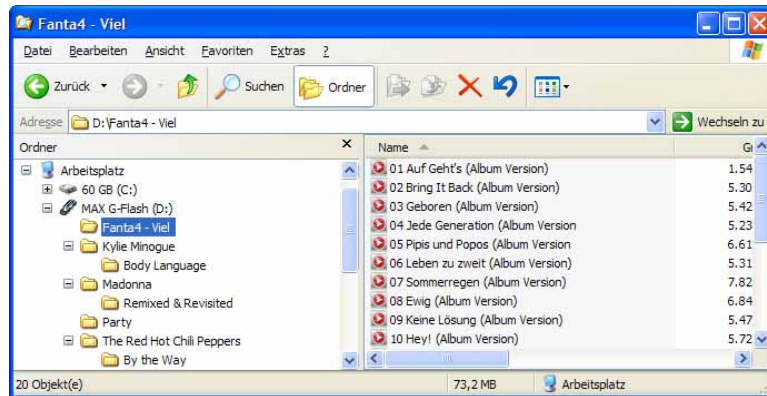 Fanta4 - Viel
Datei Bearbeiten Ansicht Favoriten Extras ?
Zurück Suchen Ordner
Adresse D:\Fanta4 - Viel Wechseln zu
Ordner
Arbeitsplatz
60 GB (C:)
MAX G-Flash (D:)
Fanta4 - Viel
Kylie Minogue
Body Language
Madonna
Remixed & Revisited
Party
The Red Hot Chili Peppers
By the Way
Name G
01 Auf Geht's (Album Version) 1.54
02 Bring It Back (Album Version) 5.30
03 Geboren (Album Version) 5.42
04 Jede Generation (Album Version 5.23
05 Pipis und Popos (Album Version 6.61
06 Leben zu zweit (Album Version) 5.31
07 Sommerregen (Album Version) 7.82
08 Ewig (Album Version) 6.84
09 Keine Lösung (Album Version) 5.47
10 Hey! (Album Version) 5.72
20 Objekt(e) 73,2 MB Arbeitsplatz